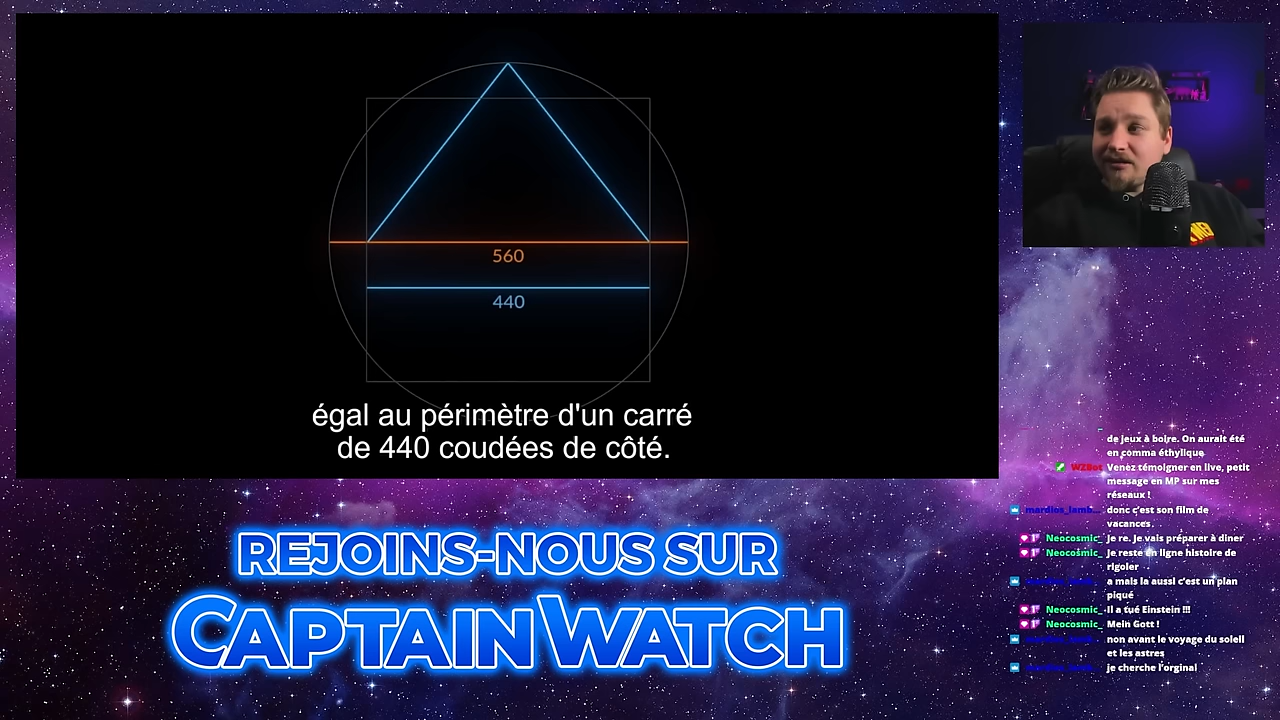 560
440
égal au périmètre d'un carré
de 440 coudées de côté.
REJOINS-NOUS SUR
CAPTAINWATCH
de jeux à boire. On aurait été
en comma éthylique
WZBot Venez témoigner en live, petit
message en MP sur mes
réseaux !
mardios_lamb... donc c'est son film de
vacances.
Neocosmic_ Je re. Je vais préparer à diner
Neocosmic_ Je reste en ligne histoire de
rigoler
a mais la aussi c'est un plan
piqué
Neocosmic_ Il a tué Einstein !!!
Neocosmic_ Mein Gott !
non avant le voyage du soleil
et les astres
je cherche l'orginal